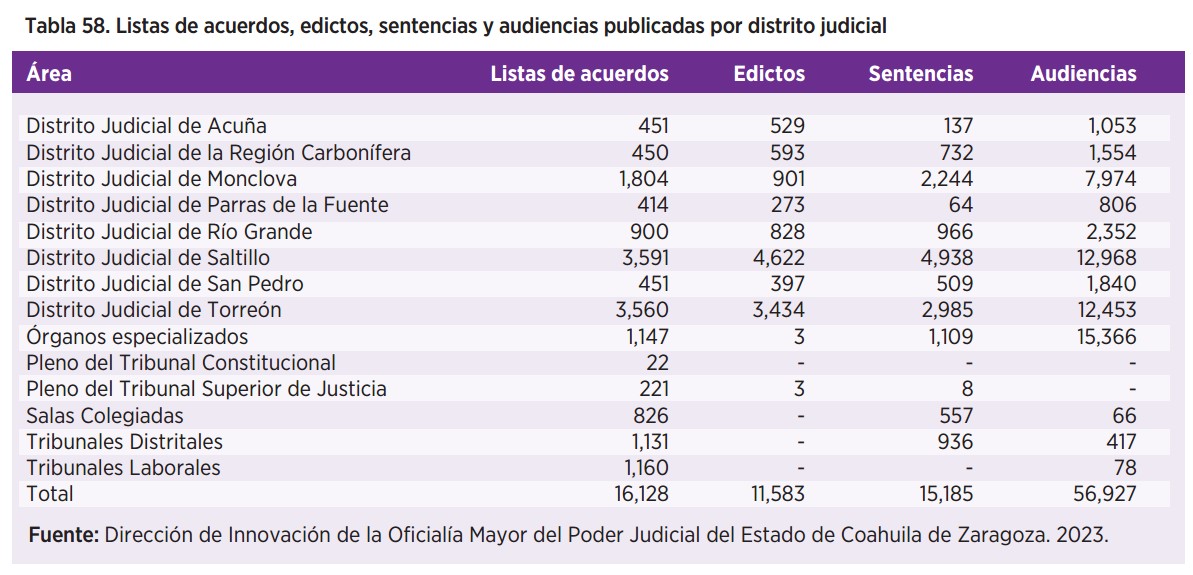 Tabla 58. Listas de acuerdos, edictos, sentencias y audiencias publicadas por distrito judicial
Área Listas de acuerdos Edictos Sentencias Audiencias
Distrito Judicial de Acuña 451 529 137 1,053
Distrito Judicial de la Región Carbonífera 450 593 732 1,554
Distrito Judicial de Monclova 1,804 901 2,244 7,974
Distrito Judicial de Parras de la Fuente 414 273 64 806
Distrito Judicial de Río Grande 900 828 966 2,352
Distrito Judicial de Saltillo 3,591 4,622 4,938 12,968
Distrito Judicial de San Pedro 451 397 509 1,840
Distrito Judicial de Torreón 3,560 3,434 2,985 12,453
Órganos especializados 1,147 3 1,109 15,366
Pleno del Tribunal Constitucional 22 - - -
Pleno del Tribunal Superior de Justicia 221 3 8 -
Salas Colegiadas 826 - 557 66
Tribunales Distritales 1,131 - 936 417
Tribunales Laborales 1,160 - - 78
Total 16,128 11,583 15,185 56,927
Fuente: Dirección de Innovación de la Oficialía Mayor del Poder Judicial del Estado de Coahuila de Zaragoza. 2023.